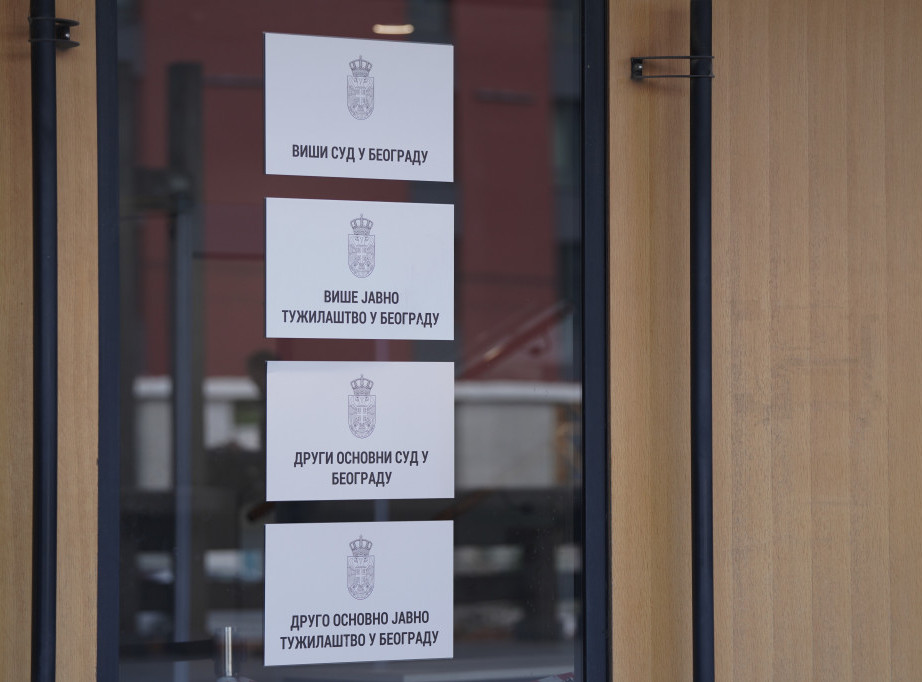 ВИШИ СУД У БЕОГРАДУ
ВИШЕ ЈАВНО
ТУЖИЛАШТВО У БЕОГРАДУ
ДРУГИ ОСНОВНИ СУД У
БЕОГРАДУ
ДРУГО ОСНОВНО ЈАВНО
ТУЖИЛАШТВО У БЕОГРАДУ